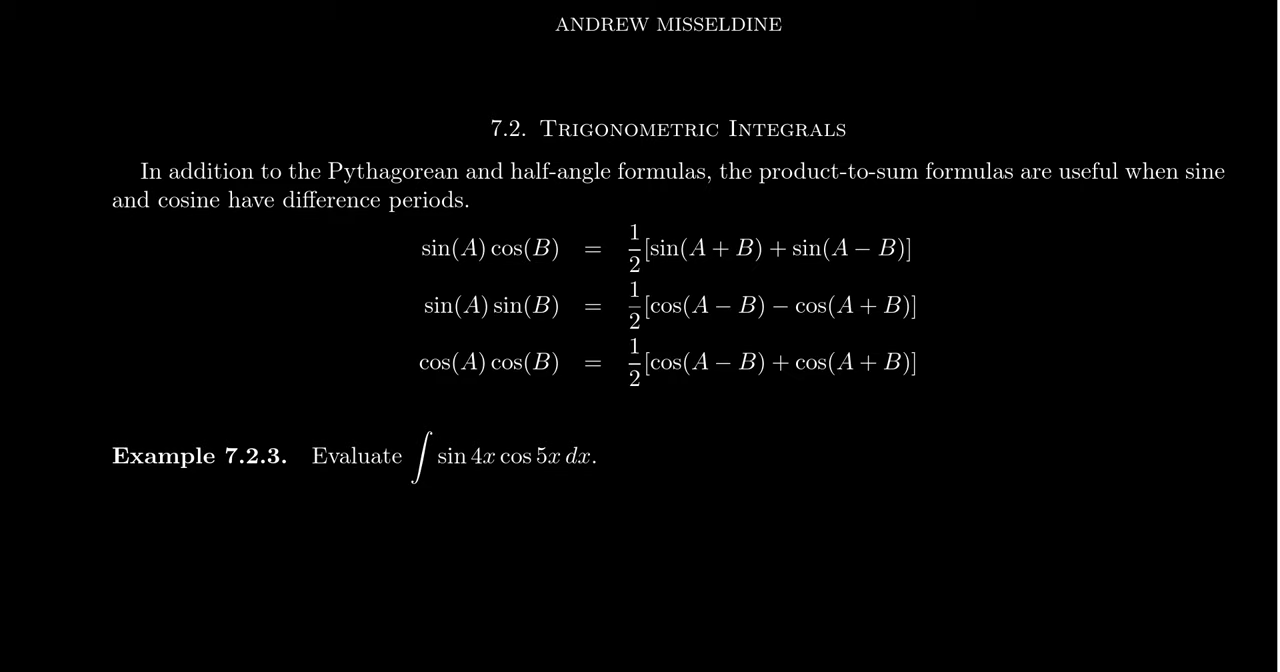 ANDREW MISSELDINE
7.2. TRIGONOMETRIC INTEGRALS
In addition to the Pythagorean and half-angle formulas, the product-to-sum formulas are useful when sine
and cosine have difference periods.
sin(A) cos(B) = 1/2[sin(A + B) + sin(A − B)]
sin(A) sin(B) = 1/2[cos(A − B) − cos(A + B)]
cos(A) cos(B) = 1/2[cos(A − B) + cos(A + B)]
Example 7.2.3. Evaluate ∫ sin 4x cos 5x dx.